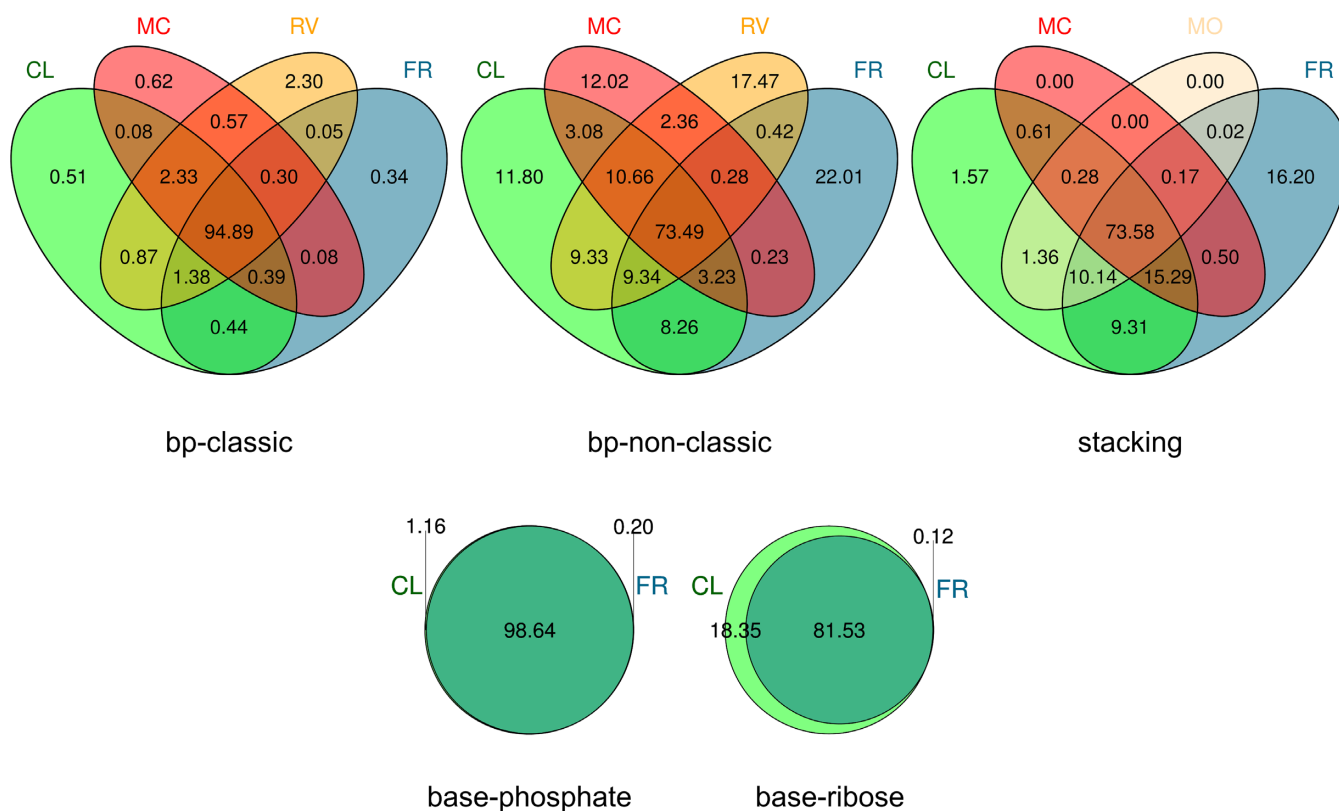 MC RV MC RV MC MO
CL FR CL FR CL FR
0.62 2.30 12.02 17.47 0.00 0.00
0.08 0.57 0.05 3.08 2.36 0.42 0.61 0.00 0.02
0.51 2.33 0.30 0.34 11.80 10.66 0.28 22.01 1.57 0.28 0.17 16.20
94.89 73.49 73.58
0.87 0.08 9.33 0.23 1.36 0.50
1.38 0.39 9.34 3.23 10.14 15.29
0.44 8.26 9.31
bp-classic bp-non-classic stacking
1.16 0.20 0.12
CL FR CL FR
98.64 18.35 81.53
base-phosphate base-ribose